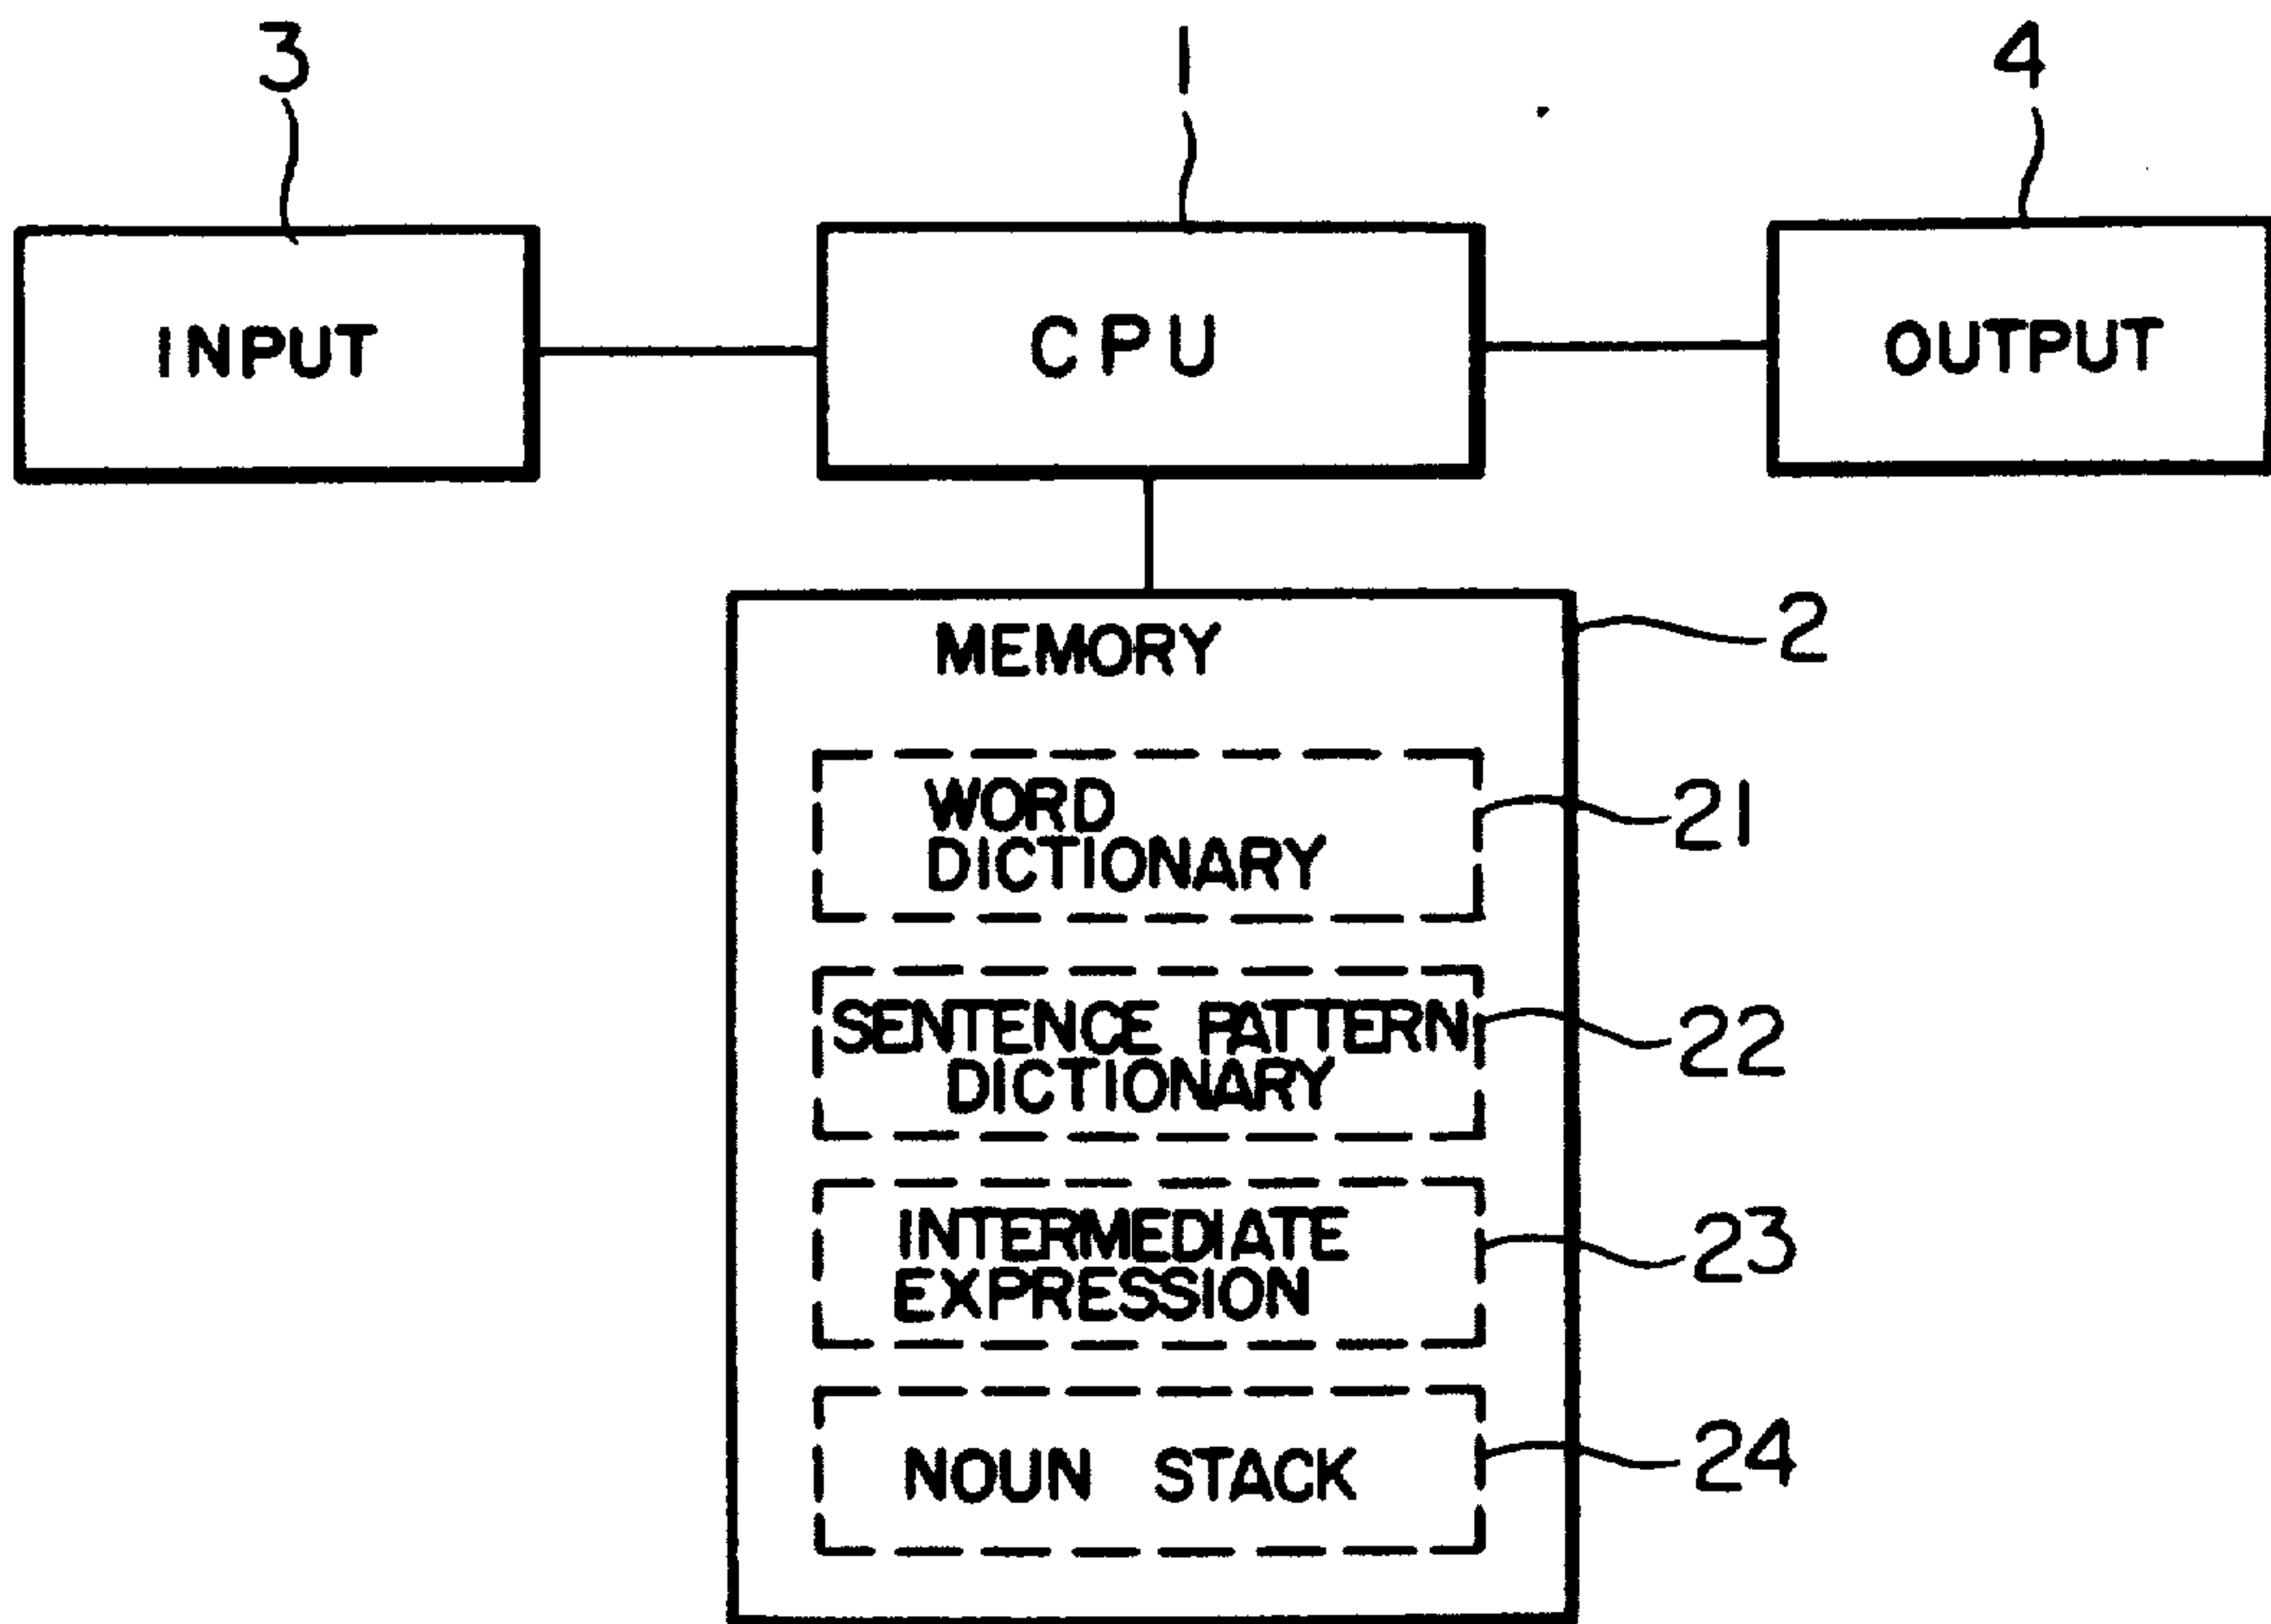 3
1
4
INPUT
CPU
OUTPUT
MEMORY
2
WORD
DICTIONARY
21
SENTENCE PATTERN
DICTIONARY
22
INTERMEDIATE
EXPRESSION
23
NOUN STACK
24